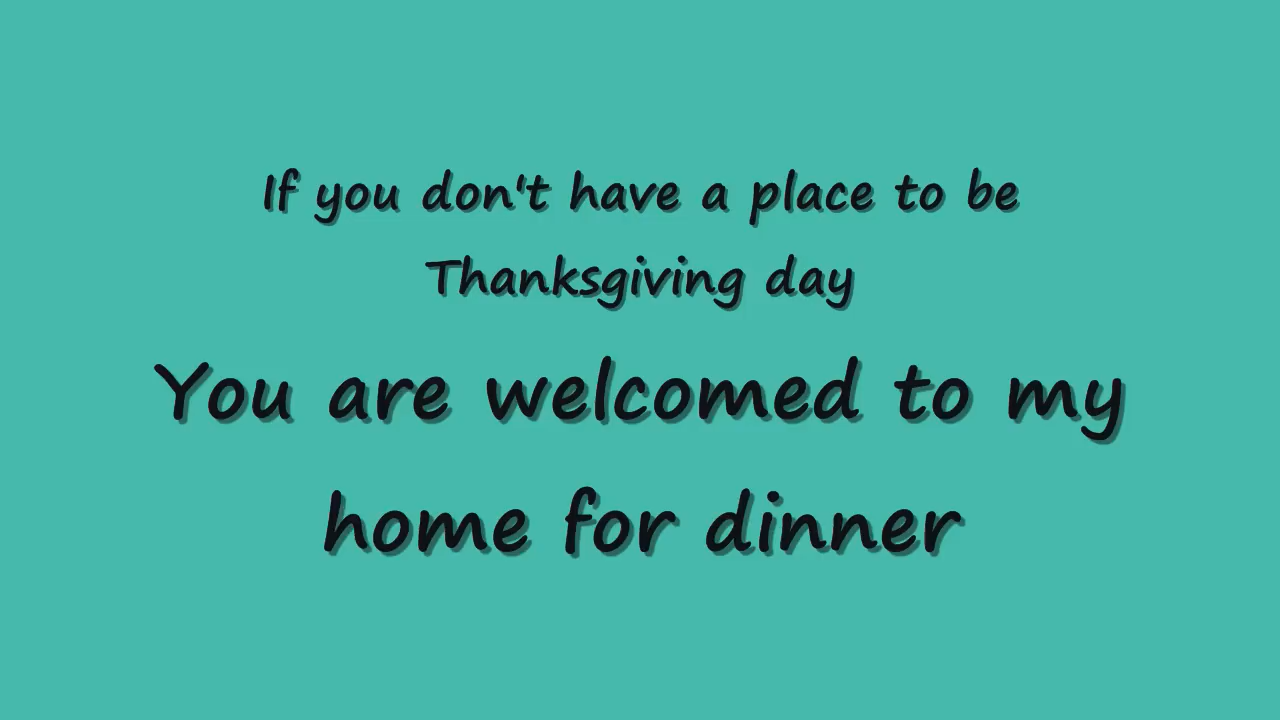 If you don't have a place to be
Thanksgiving day
You are welcomed to my
home for dinner